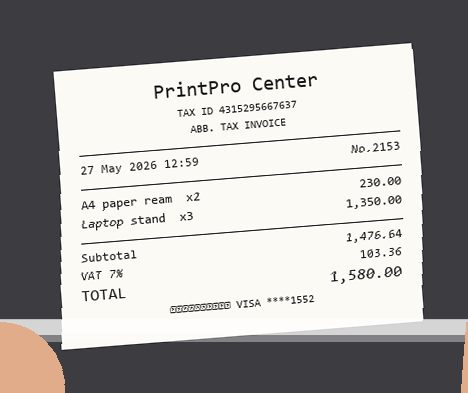 PrintPro Center
TAX ID 4315295667637
ABB. TAX INVOICE
27 May 2026 12:59 No.2153
A4 paper ream x2 230.00
Laptop stand x3 1,350.00
Subtotal 1,476.64
VAT 7% 103.36
TOTAL 1,580.00
VISA ****1552